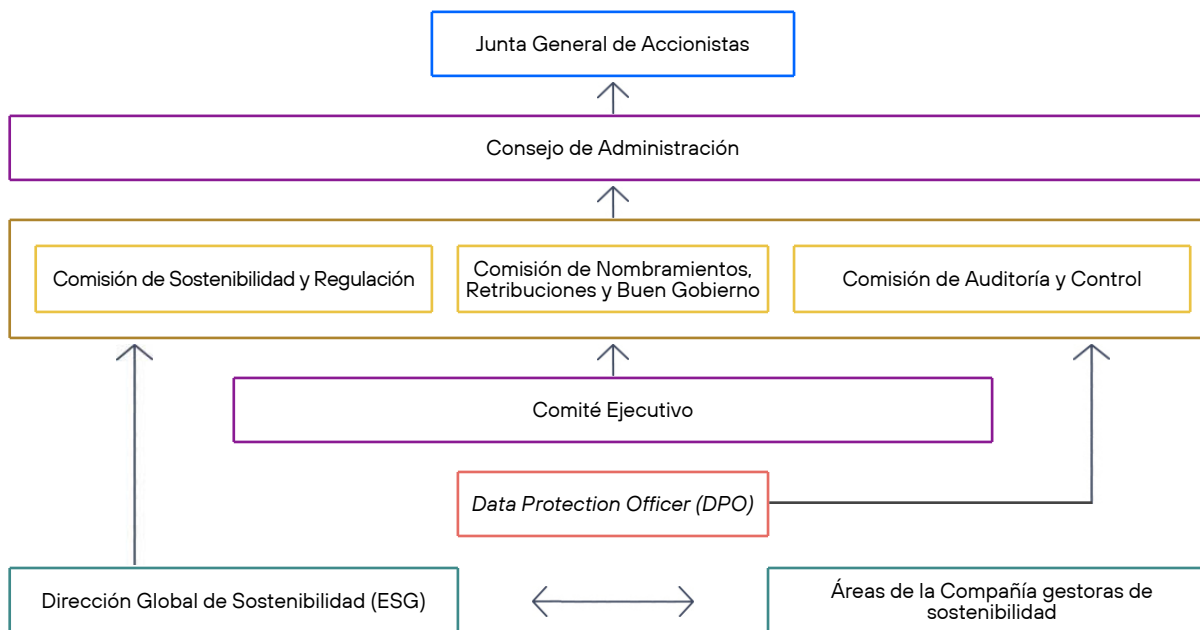 Junta General de Accionistas
Consejo de Administración
Comisión de Sostenibilidad y Regulación
Comisión de Nombramientos,
Retribuciones y Buen Gobierno
Comisión de Auditoría y Control
Comité Ejecutivo
Data Protection Officer (DPO)
Dirección Global de Sostenibilidad (ESG)
Áreas de la Compañía gestoras de
sostenibilidad